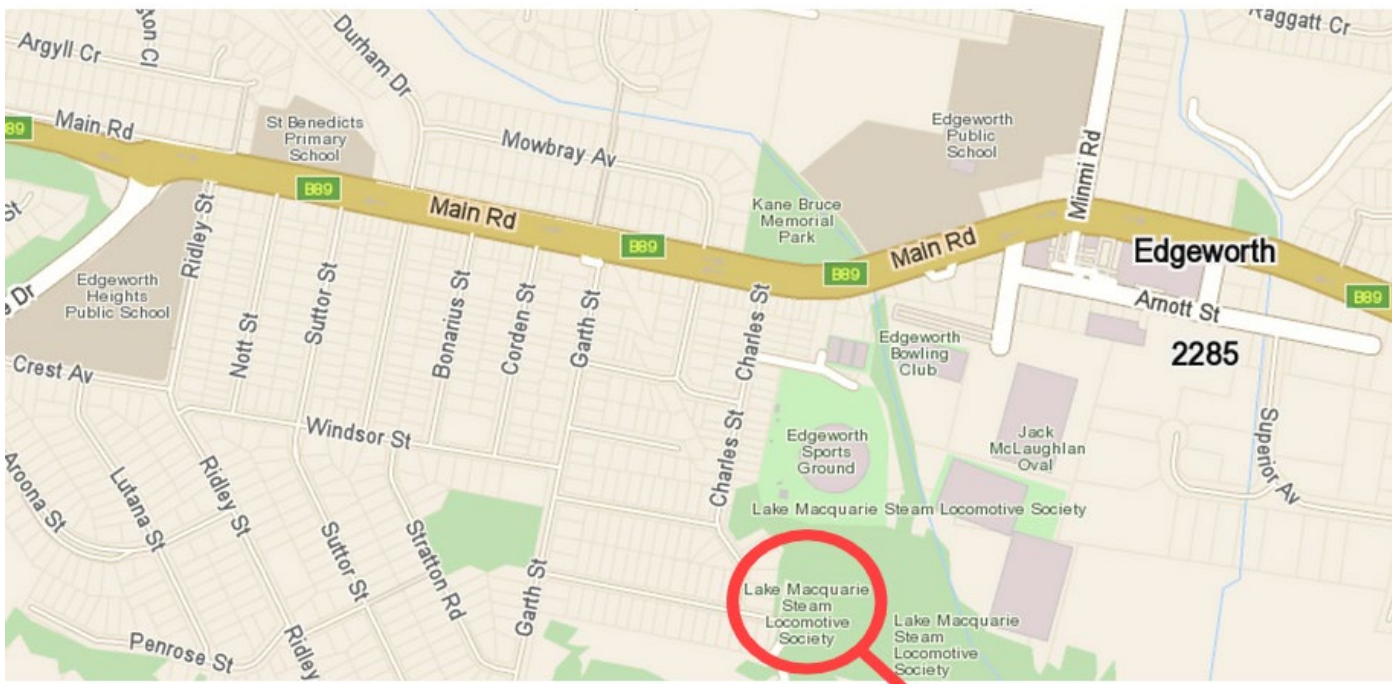 ston Cl
Argyll Cr
Durham Dr
Raggatt Cr
Main Rd
B89
St Benedicts
Primary
School
Mowbray Av
Edgeworth
Public
School
Minmi Rd
B89
Main Rd
Kane Bruce
Memorial
Park
B89
Main Rd
B89
Edgeworth
B89
St
Ridley St
Edgeworth
Heights
Public School
Dr
Nott St
Suttor St
Bonarius St
Corden St
Garth St
Charles St
Edgeworth
Bowling
Club
Arnott St
2285
Crest Av
Windsor St
Charles St
Edgeworth
Sports
Ground
Jack
McLaughlan
Oval
Superior Av
Aroona St
Lutana St
Ridley St
Suttor St
Stratton Rd
Lake Macquarie Steam Locomotive Society
Garth St
Lake Macquarie
Steam
Locomotive
Society
Lake Macquarie
Steam
Locomotive
Society
Penrose St
Ridley